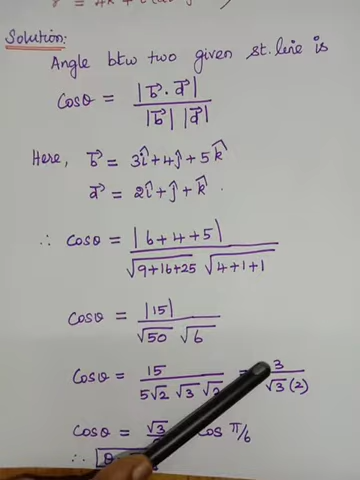 Solution:
Angle btw two given st. line is
Cosθ = |b⃗ · d⃗| / |b⃗| |d⃗|
Here, b⃗ = 3î+4ĵ+5k̂
d⃗ = 2î+ĵ+k̂.
∴ Cosθ = |6+4+5| / √9+16+25 √4+1+1
Cosθ = |15| / √50 √6
Cosθ = 15 / 5√2 √3 √2 = 3 / √3(2)
Cosθ = √3 Cos π/6
∴ θ